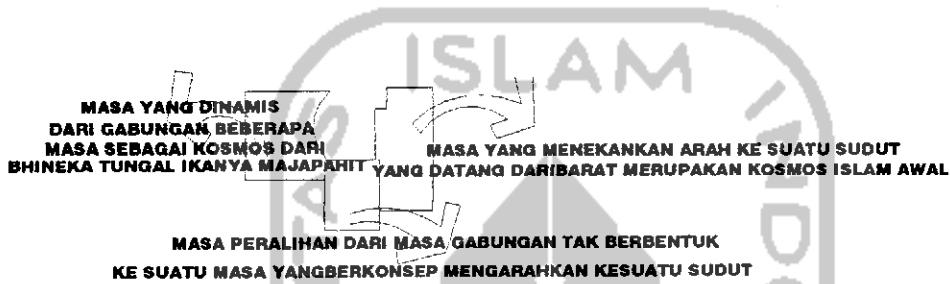 ISLAM
MASA YANG DINAMIS
DARI GABUNGAN BEBERAPA
MASA SEBAGAI KOSMOS DARI
BHINEKA TUNGAL IKANYA MAJAPAHIT
MASA YANG MENEKANKAN ARAH KE SUATU SUDUT
YANG DATANG DARIBARAT MERUPAKAN KOSMOS ISLAM AWAL
MASA PERALIHAN DARI MASA GABUNGAN TAK BERBENTUK
KE SUATU MASA YANGBERKONSEP MENGARAHKAN KESUATU SUDUT